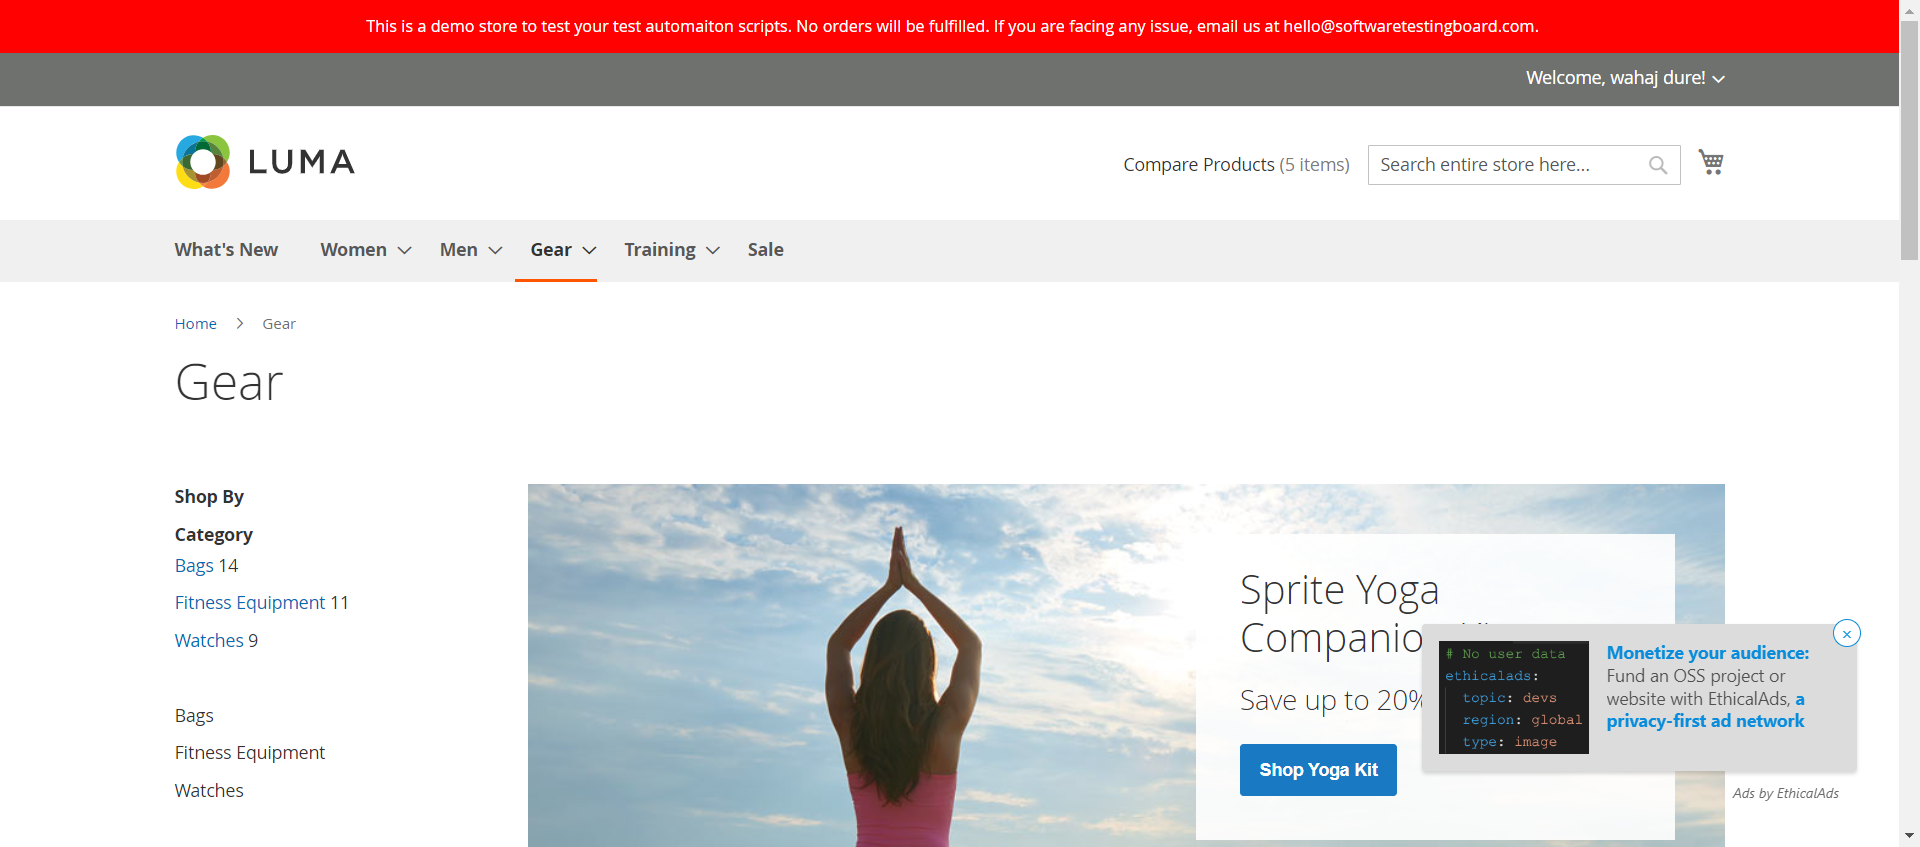 This is a demo store to test your test automaiton scripts. No orders will be fulfilled. If you are facing any issue, email us at hello@softwaretestingboard.com.
Welcome, wahaj dure!
LUMA
Compare Products (5 items)
Search entire store here...
What's New
Women
Men
Gear
Training
Sale
Home
Gear
Gear
Shop By
Category
Bags 14
Fitness Equipment 11
Watches 9
Bags
Fitness Equipment
Watches
Sprite Yoga
Companio
Save up to 20%
Shop Yoga Kit
# No user data
ethicalads:
topic: devs
region: global
type: image
Monetize your audience:
Fund an OSS project or
website with EthicalAds, a
privacy-first ad network
Ads by EthicalAds